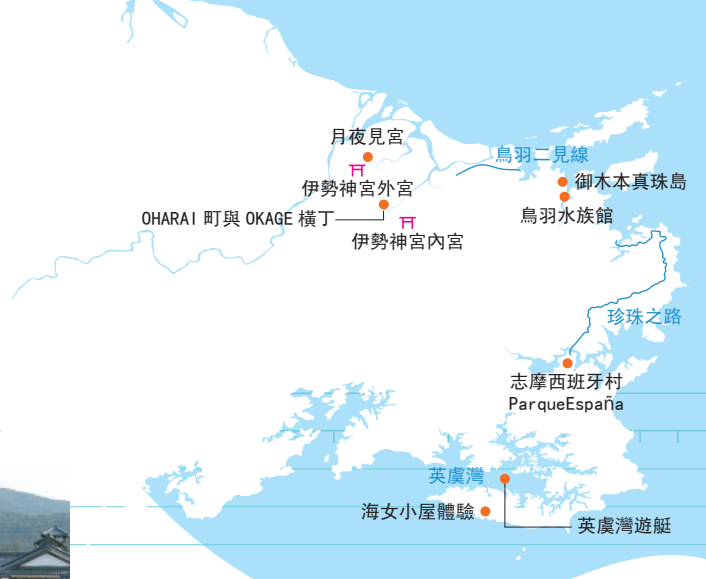 月夜見宮
鳥羽二見線
伊勢神宮外宮
御木本真珠島
OHARAI 町與 OKAGE 橫丁
鳥羽水族館
伊勢神宮內宮
珍珠之路
志摩西班牙村
ParqueEspaña
英虞灣
海女小屋體驗
英虞灣遊艇